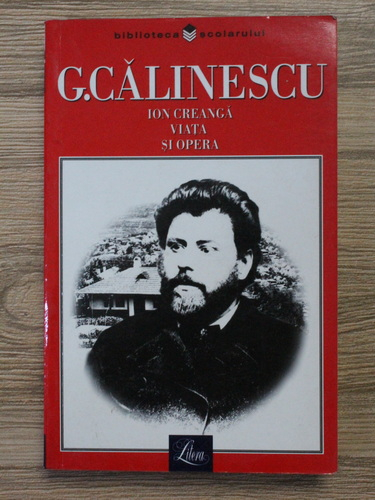 biblioteca școlarului
G.CĂLINESCU
ION CREANGĂ
VIAȚA
ȘI OPERA
Litera